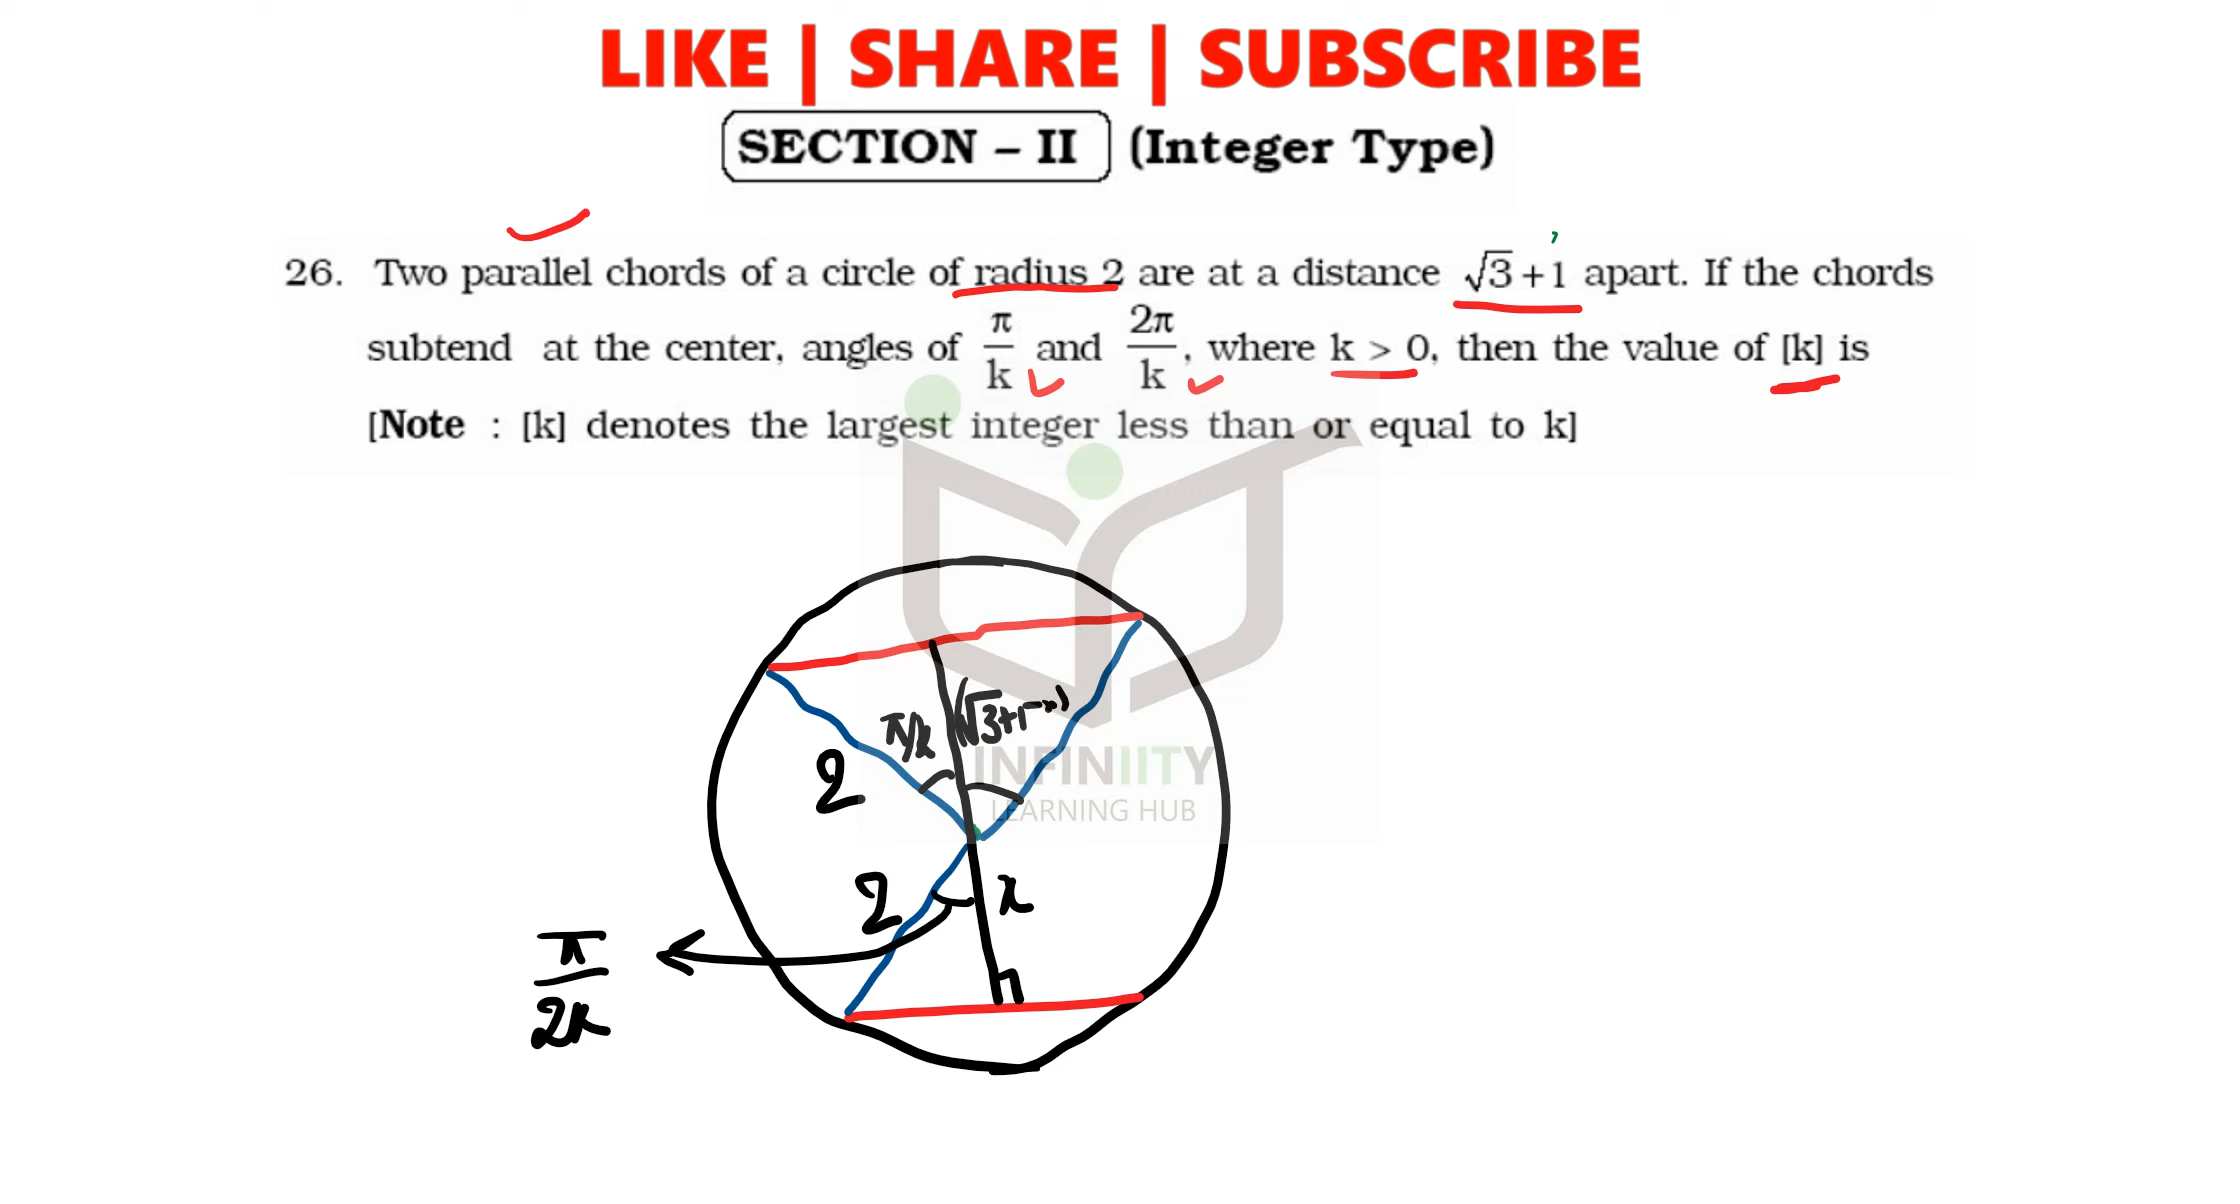 LIKE | SHARE | SUBSCRIBE
SECTION – II (Integer Type)
26. Two parallel chords of a circle of radius 2 are at a distance √3 + 1 apart. If the chords
subtend at the center, angles of π/k and 2π/k, where k > 0, then the value of [k] is
[Note : [k] denotes the largest integer less than or equal to k]
π/k (√3+1-x)
2
INFINIITY
LEARNING HUB
2 x
π/2k